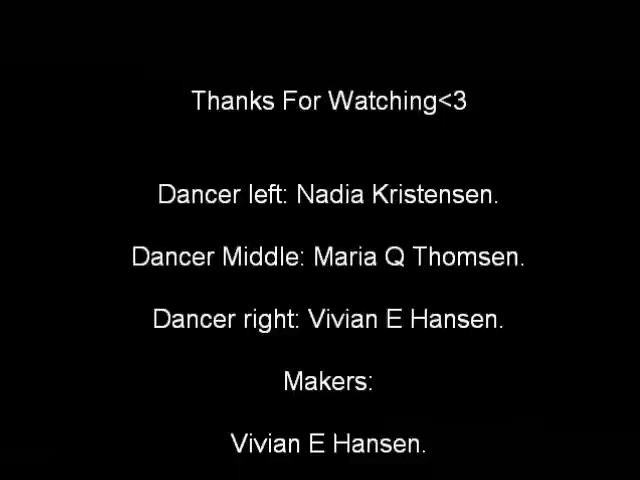 Thanks For Watching<3
Dancer left: Nadia Kristensen.
Dancer Middle: Maria Q Thomsen.
Dancer right: Vivian E Hansen.
Makers:
Vivian E Hansen.